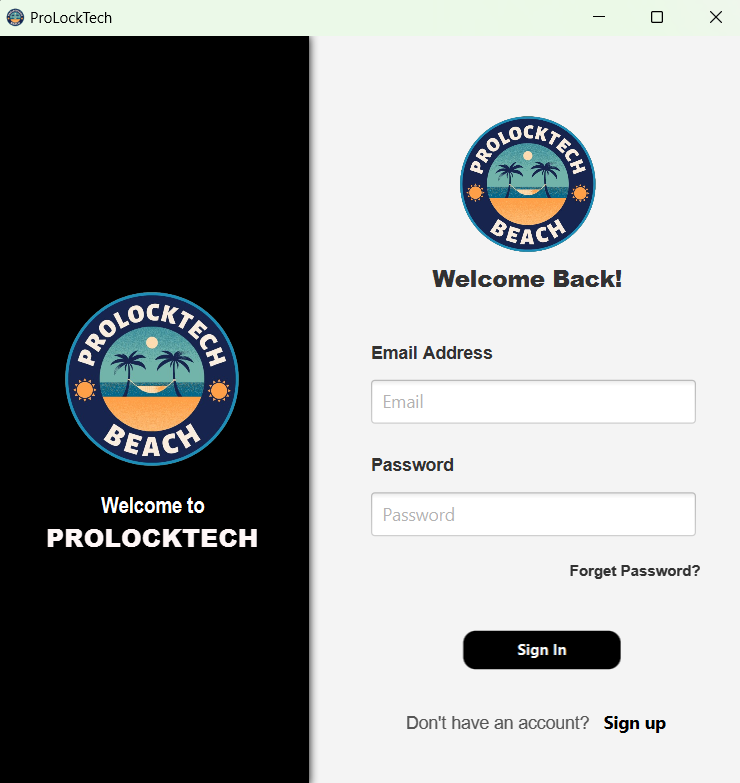 ProLockTech
PROLOCKTECH
BEACH
Welcome to
PROLOCKTECH
PROLOCKTECH
BEACH
Welcome Back!
Email Address
Email
Password
Password
Forget Password?
Sign In
Don't have an account? Sign up